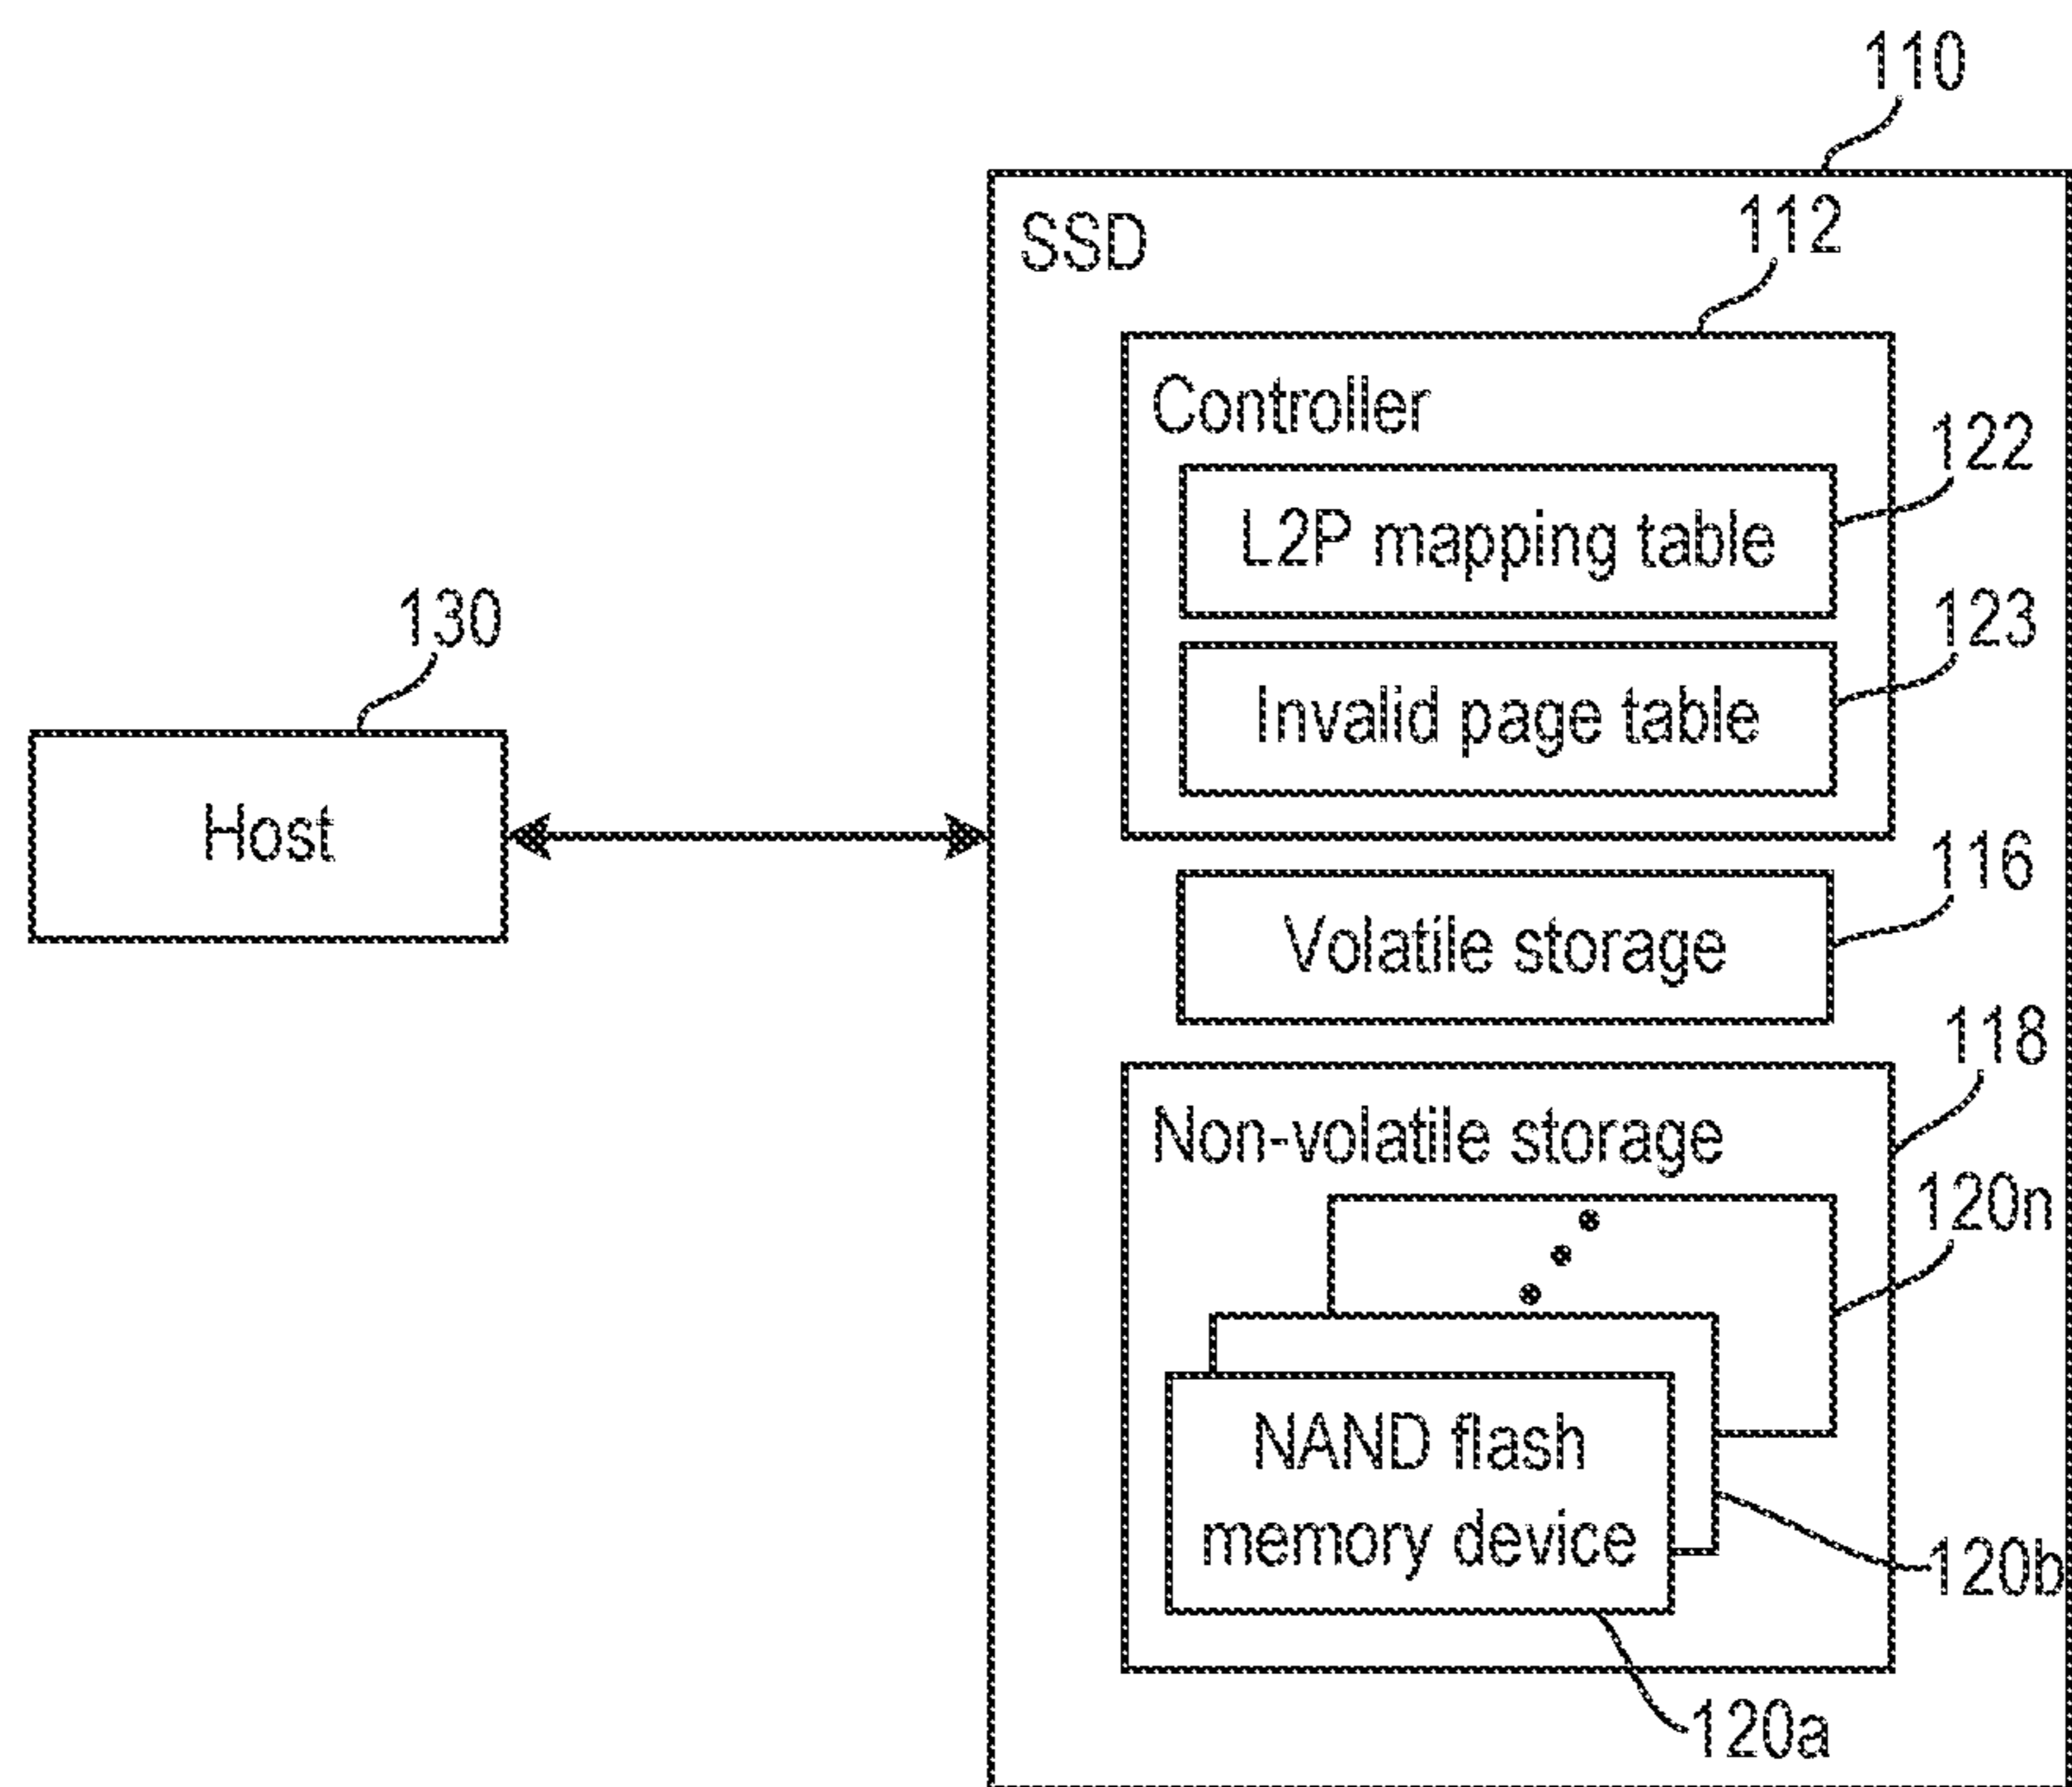 110
SSD
112
Controller
122
L2P mapping table
130
123
Invalid page table
Host
116
Volatile storage
118
Non-volatile storage
120n
NAND flash
memory device
120b
120a